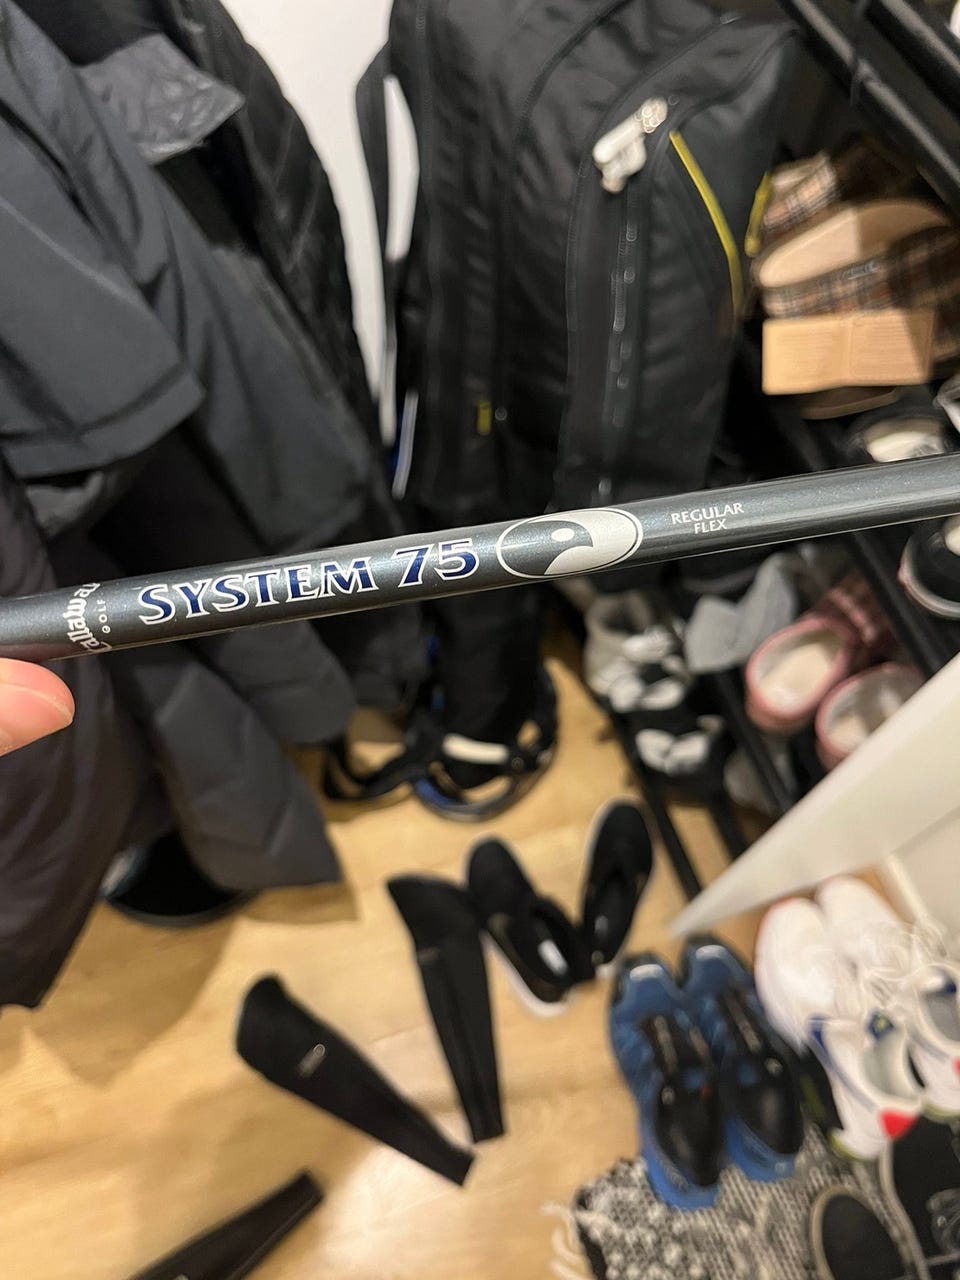 Callaway
GOLF
SYSTEM 75
REGULAR
FLEX